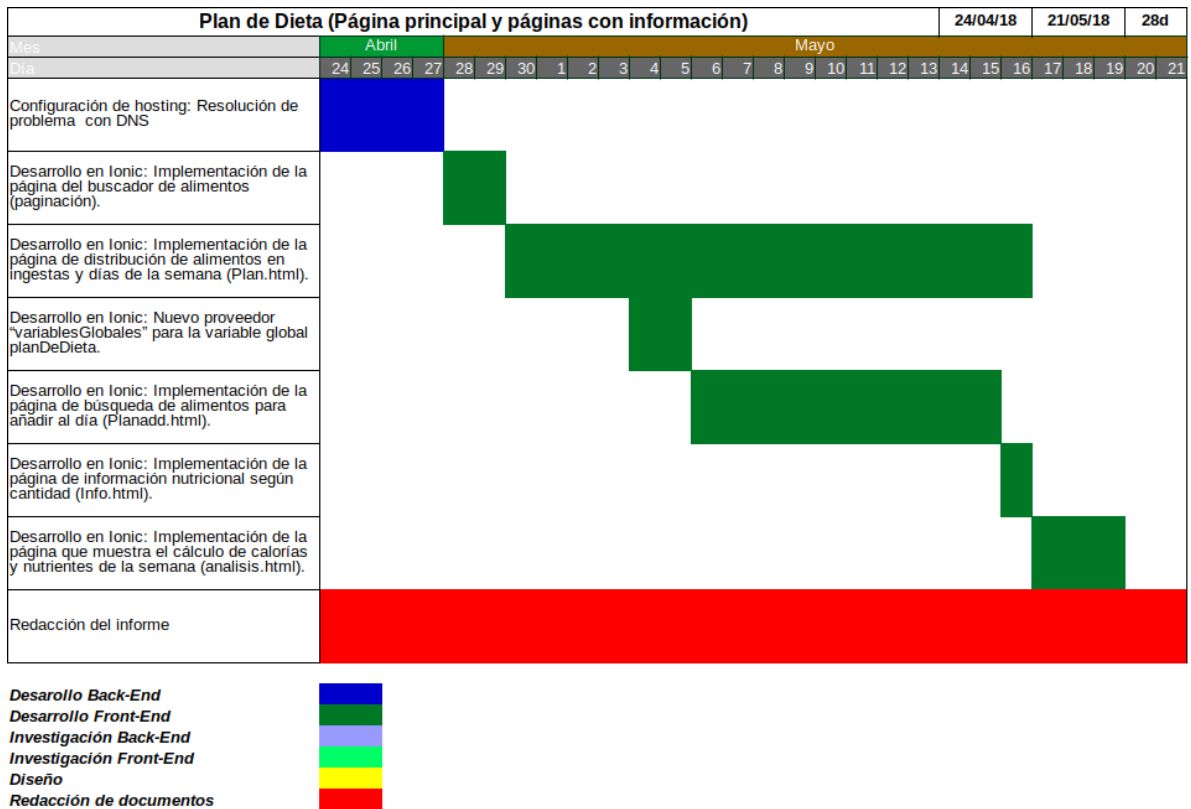 Plan de Dieta (Página principal y páginas con información) 24/04/18 21/05/18 28d
Mes Abril Mayo
Día 24 25 26 27 28 29 30 1 2 3 4 5 6 7 8 9 10 11 12 13 14 15 16 17 18 19 20 21
Configuración de hosting: Resolución de
problema con DNS
Desarrollo en Ionic: Implementación de la
página del buscador de alimentos
(paginación).
Desarrollo en Ionic: Implementación de la
página de distribución de alimentos en
ingestas y días de la semana (Plan.html).
Desarrollo en Ionic: Nuevo proveedor
“variablesGlobales” para la variable global
planDeDieta.
Desarrollo en Ionic: Implementación de la
página de búsqueda de alimentos para
añadir al día (Planadd.html).
Desarrollo en Ionic: Implementación de la
página de información nutricional según
cantidad (Info.html).
Desarrollo en Ionic: Implementación de la
página que muestra el cálculo de calorías
y nutrientes de la semana (analisis.html).
Redacción del informe
Desarollo Back-End
Desarrollo Front-End
Investigación Back-End
Investigación Front-End
Diseño
Redacción de documentos